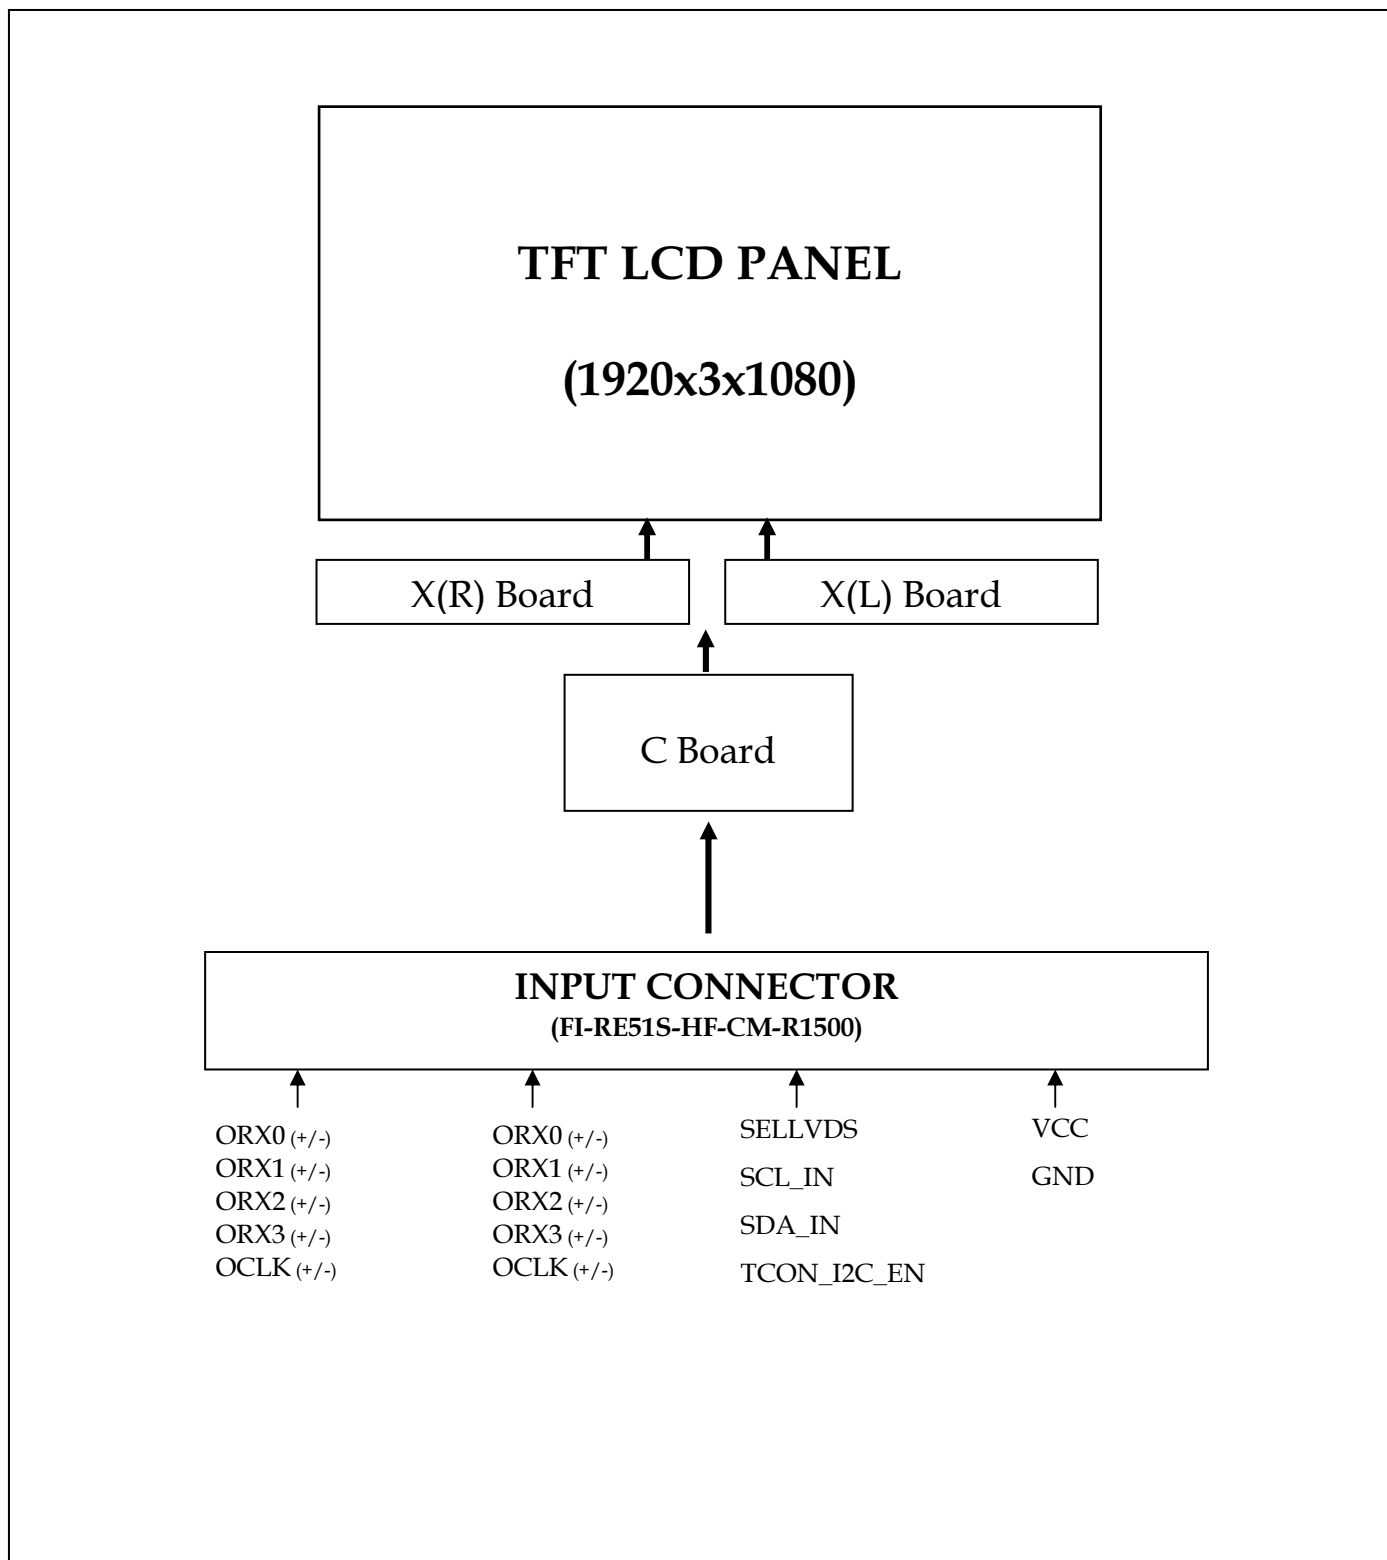 TFT LCD PANEL
(1920x3x1080)
X(R) Board
X(L) Board
C Board
INPUT CONNECTOR
(FI-RE51S-HF-CM-R1500)
ORX0 (+/-)
ORX1 (+/-)
ORX2 (+/-)
ORX3 (+/-)
OCLK (+/-)
ORX0 (+/-)
ORX1 (+/-)
ORX2 (+/-)
ORX3 (+/-)
OCLK (+/-)
SELLVDS
SCL_IN
SDA_IN
TCON_I2C_EN
VCC
GND